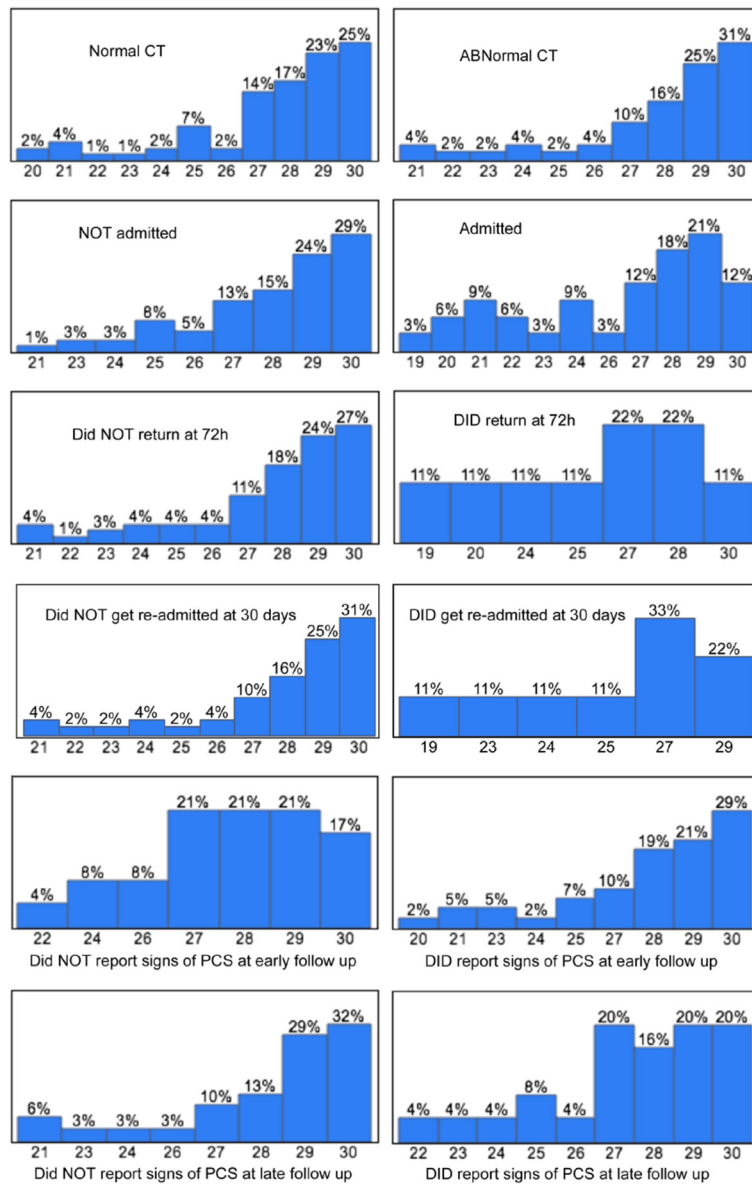 Normal CT
2% 4% 1% 1% 2% 7% 2% 14% 17% 23% 25%
20 21 22 23 24 25 26 27 28 29 30
ABNormal CT
4% 2% 2% 4% 2% 4% 10% 16% 25% 31%
21 22 23 24 25 26 27 28 29 30
NOT admitted
1% 3% 3% 8% 5% 13% 15% 24% 29%
21 23 24 25 26 27 28 29 30
Admitted
3% 6% 9% 6% 3% 9% 3% 12% 18% 21% 12%
19 20 21 22 23 24 26 27 28 29 30
Did NOT return at 72h
4% 1% 3% 4% 4% 4% 11% 18% 24% 27%
21 22 23 24 25 26 27 28 29 30
DID return at 72h
11% 11% 11% 11% 22% 22% 11%
19 20 24 25 27 28 30
Did NOT get re-admitted at 30 days
4% 2% 2% 4% 2% 4% 10% 16% 25% 31%
21 22 23 24 25 26 27 28 29 30
DID get re-admitted at 30 days
11% 11% 11% 11% 33% 22%
19 23 24 25 27 29
4% 8% 8% 21% 21% 21% 17%
22 24 26 27 28 29 30
Did NOT report signs of PCS at early follow up
2% 5% 5% 2% 7% 10% 19% 21% 29%
20 21 23 24 25 27 28 29 30
DID report signs of PCS at early follow up
6% 3% 3% 3% 10% 13% 29% 32%
21 23 24 26 27 28 29 30
Did NOT report signs of PCS at late follow up
4% 4% 4% 8% 4% 20% 16% 20% 20%
22 23 24 25 26 27 28 29 30
DID report signs of PCS at late follow up